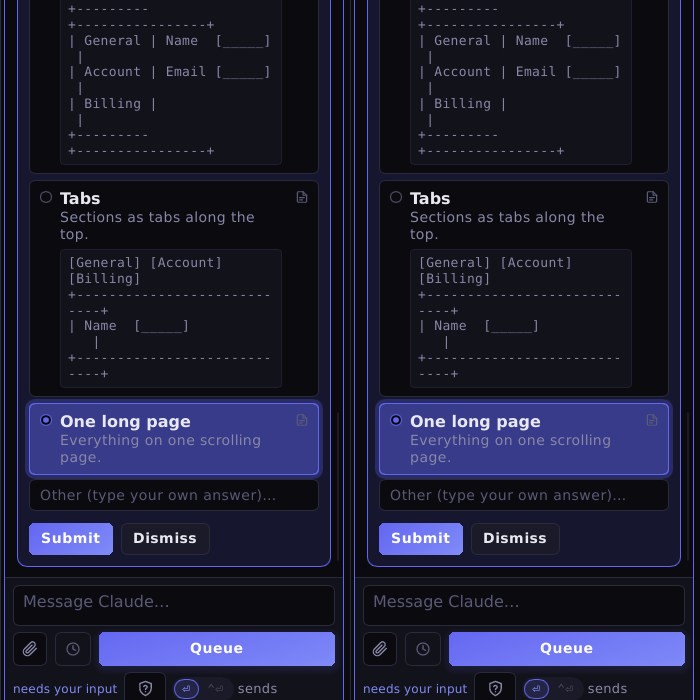 +---------
+----------------+
| General | Name  [_____]
 |
| Account | Email [_____]
 |
| Billing |
 |
+---------
+----------------+
Tabs
Sections as tabs along the
top.
[General] [Account]
[Billing]
+------------------------
----+
| Name  [_____]
   |
+------------------------
----+
One long page
Everything on one scrolling
page.
Other (type your own answer)...
Submit Dismiss
Message Claude...
Queue
needs your input ⏎ ^⏎ sends
+---------
+----------------+
| General | Name  [_____]
 |
| Account | Email [_____]
 |
| Billing |
 |
+---------
+----------------+
Tabs
Sections as tabs along the
top.
[General] [Account]
[Billing]
+------------------------
----+
| Name  [_____]
   |
+------------------------
----+
One long page
Everything on one scrolling
page.
Other (type your own answer)...
Submit Dismiss
Message Claude...
Queue
needs your input ⏎ ^⏎ sends